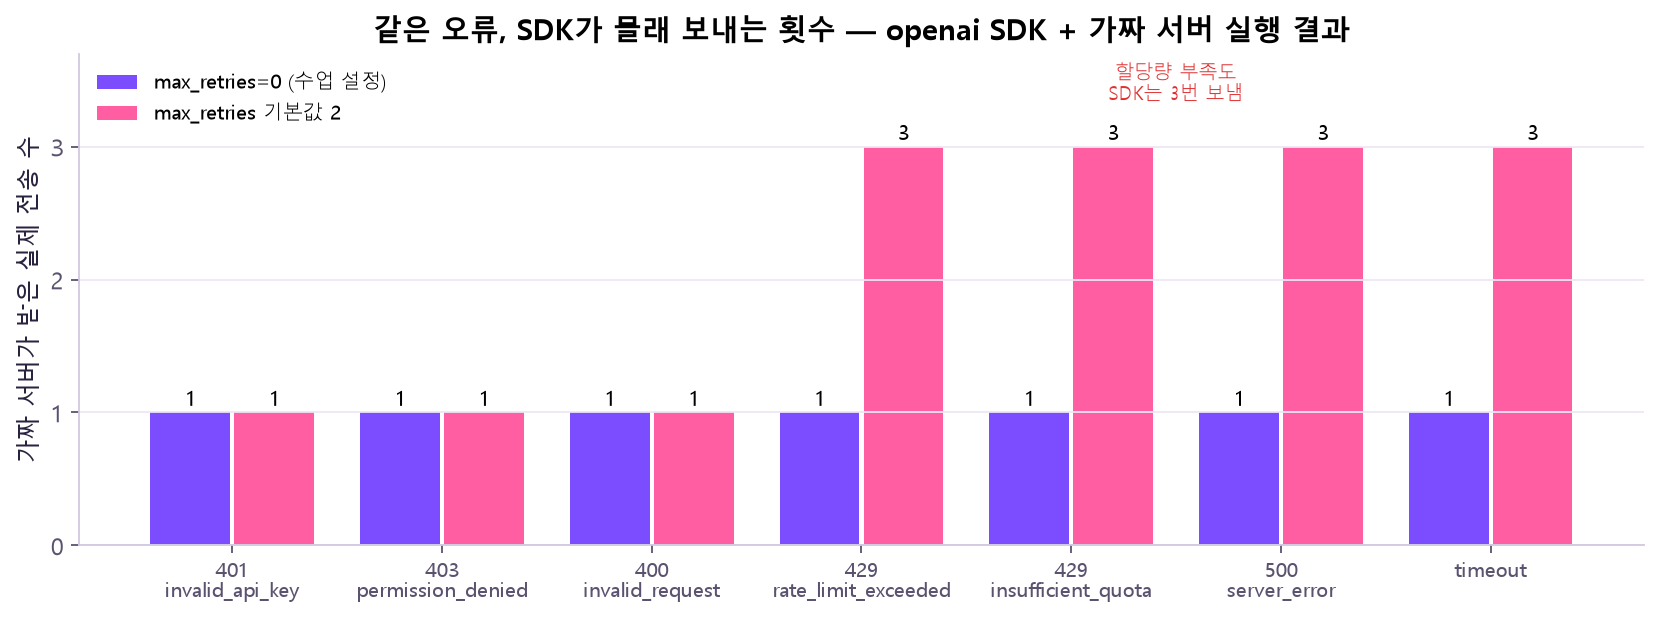 같은 오류, SDK가 몰래 보내는 횟수 — openai SDK + 가짜 서버 실행 결과
max_retries=0 (수업 설정)
max_retries 기본값 2
할당량 부족도
SDK는 3번 보냄
가짜 서버가 받은 실제 전송 수
3
2
1
0
1 1 1 1 1 1 1 3 1 3 1 3 1 3
401
invalid_api_key
403
permission_denied
400
invalid_request
429
rate_limit_exceeded
429
insufficient_quota
500
server_error
timeout